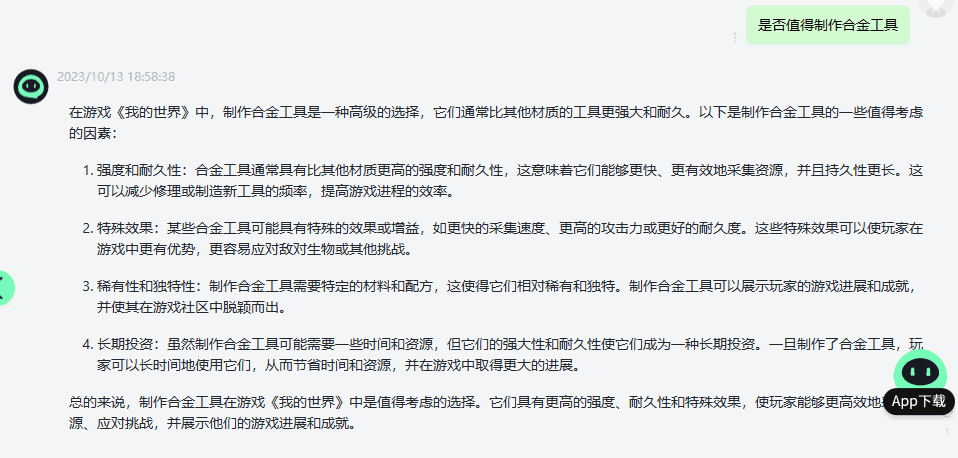 是否值得制作合金工具
2023/10/13 18:58:38
在游戏《我的世界》中，制作合金工具是一种高级的选择，它们通常比其他材质的工具更强大和耐久。以下是制作合金工具的一些值得考虑
的因素：
1. 强度和耐久性：合金工具通常具有比其他材质更高的强度和耐久性，这意味着它们能够更快、更有效地采集资源，并且持久性更长。这
可以减少修理或制造新工具的频率，提高游戏进程的效率。
2. 特殊效果：某些合金工具可能具有特殊的效果或增益，如更快的采集速度、更高的攻击力或更好的耐久度。这些特殊效果可以使玩家在
游戏中更有优势，更容易应对敌对生物或其他挑战。
3. 稀有性和独特性：制作合金工具需要特定的材料和配方，这使得它们相对稀有和独特。制作合金工具可以展示玩家的游戏进展和成就，
并使其在游戏社区中脱颖而出。
4. 长期投资：虽然制作合金工具可能需要一些时间和资源，但它们的强大性和耐久性使它们成为一种长期投资。一旦制作了合金工具，玩
家可以长时间地使用它们，从而节省时间和资源，并在游戏中取得更大的进展。
总的来说，制作合金工具在游戏《我的世界》中是值得考虑的选择。它们具有更高的强度、耐久性和特殊效果，使玩家能够更高效地
源、应对挑战，并展示他们的游戏进展和成就。
App下载